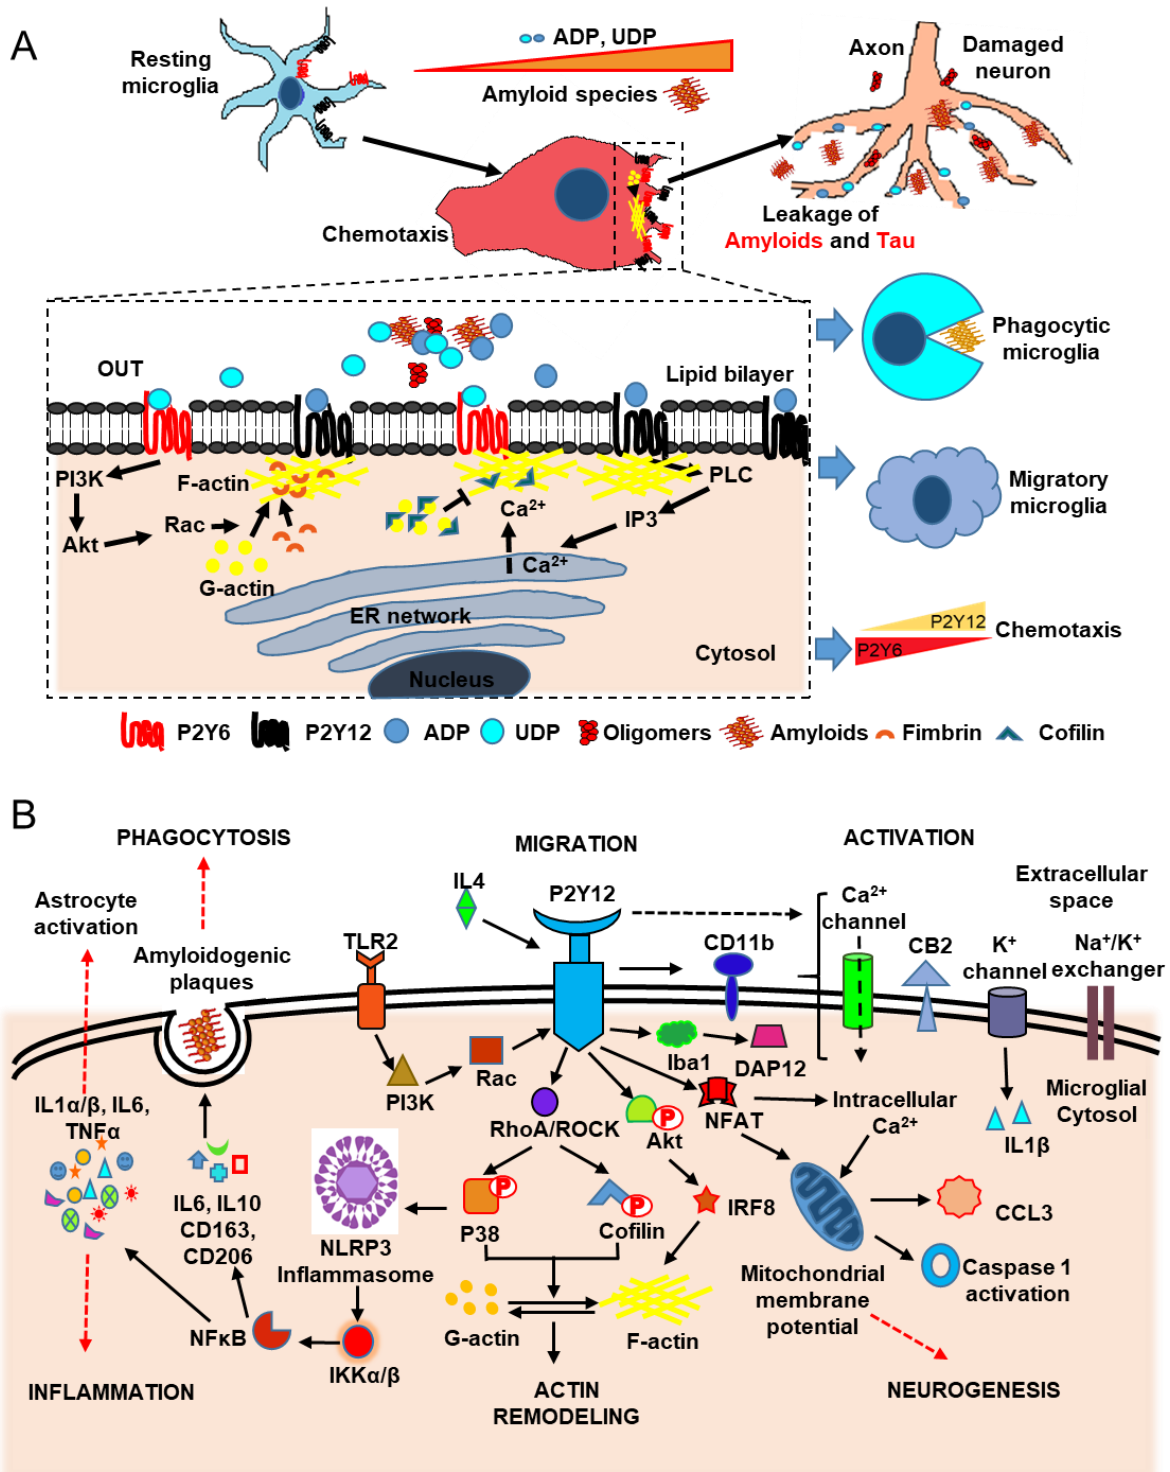 A
Resting
microglia
ADP, UDP
Amyloid species
Axon
Damaged
neuron
Chemotaxis
Leakage of
Amyloids and Tau
OUT
Lipid bilayer
Phagocytic
microglia
PI3K
F-actin
PLC
Akt
Rac
Ca²⁺
IP3
Migratory
microglia
G-actin
Ca²⁺
ER network
Cytosol
Nucleus
P2Y12
P2Y6
Chemotaxis
P2Y6
P2Y12
ADP
UDP
Oligomers
Amyloids
Fimbrin
Cofilin
B
PHAGOCYTOSIS
MIGRATION
ACTIVATION
Astrocyte
activation
IL4
P2Y12
Ca²⁺
channel
Extracellular
space
Amyloidogenic
plaques
TLR2
CD11b
CB2
K⁺
channel
Na⁺/K⁺
exchanger
Iba1
DAP12
Rac
PI3K
IL1α/β, IL6,
TNFα
RhoA/ROCK
P
Akt
NFAT
Intracellular
Ca²⁺
Microglial
Cytosol
IL1β
IL6, IL10
CD163,
CD206
P
P38
P
Cofilin
IRF8
CCL3
NLRP3
Inflammasome
Mitochondrial
membrane
potential
Caspase 1
activation
NFκB
G-actin
F-actin
IKKα/β
INFLAMMATION
ACTIN
REMODELING
NEUROGENESIS